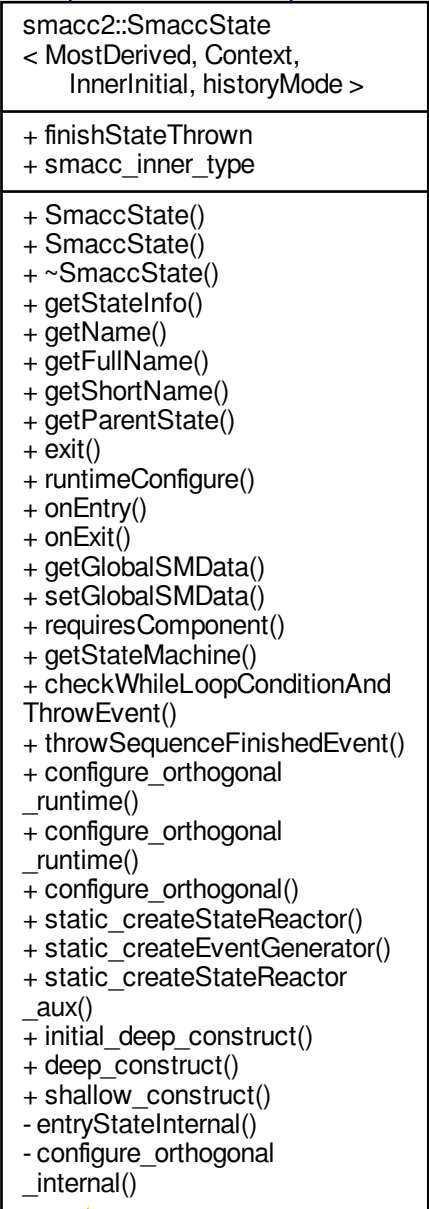 smacc2::SmaccState
< MostDerived, Context,
InnerInitial, historyMode >
+ finishStateThrown
+ smacc_inner_type
+ SmaccState()
+ SmaccState()
+ ~SmaccState()
+ getStateInfo()
+ getName()
+ getFullName()
+ getShortName()
+ getParentState()
+ exit()
+ runtimeConfigure()
+ onEntry()
+ onExit()
+ getGlobalSMData()
+ setGlobalSMData()
+ requiresComponent()
+ getStateMachine()
+ checkWhileLoopConditionAnd
ThrowEvent()
+ throwSequenceFinishedEvent()
+ configure_orthogonal
_runtime()
+ configure_orthogonal
_runtime()
+ configure_orthogonal()
+ static_createStateReactor()
+ static_createEventGenerator()
+ static_createStateReactor
_aux()
+ initial_deep_construct()
+ deep_construct()
+ shallow_construct()
- entryStateInternal()
- configure_orthogonal
_internal()